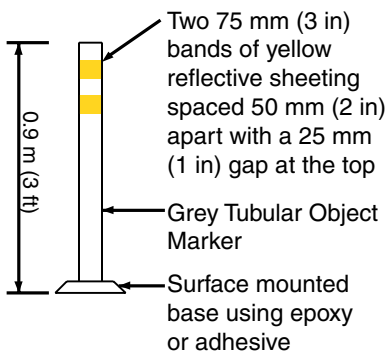 Two 75 mm (3 in)
bands of yellow
reflective sheeting
spaced 50 mm (2 in)
apart with a 25 mm
(1 in) gap at the top
0.9 m (3 ft)
Grey Tubular Object
Marker
Surface mounted
base using epoxy
or adhesive